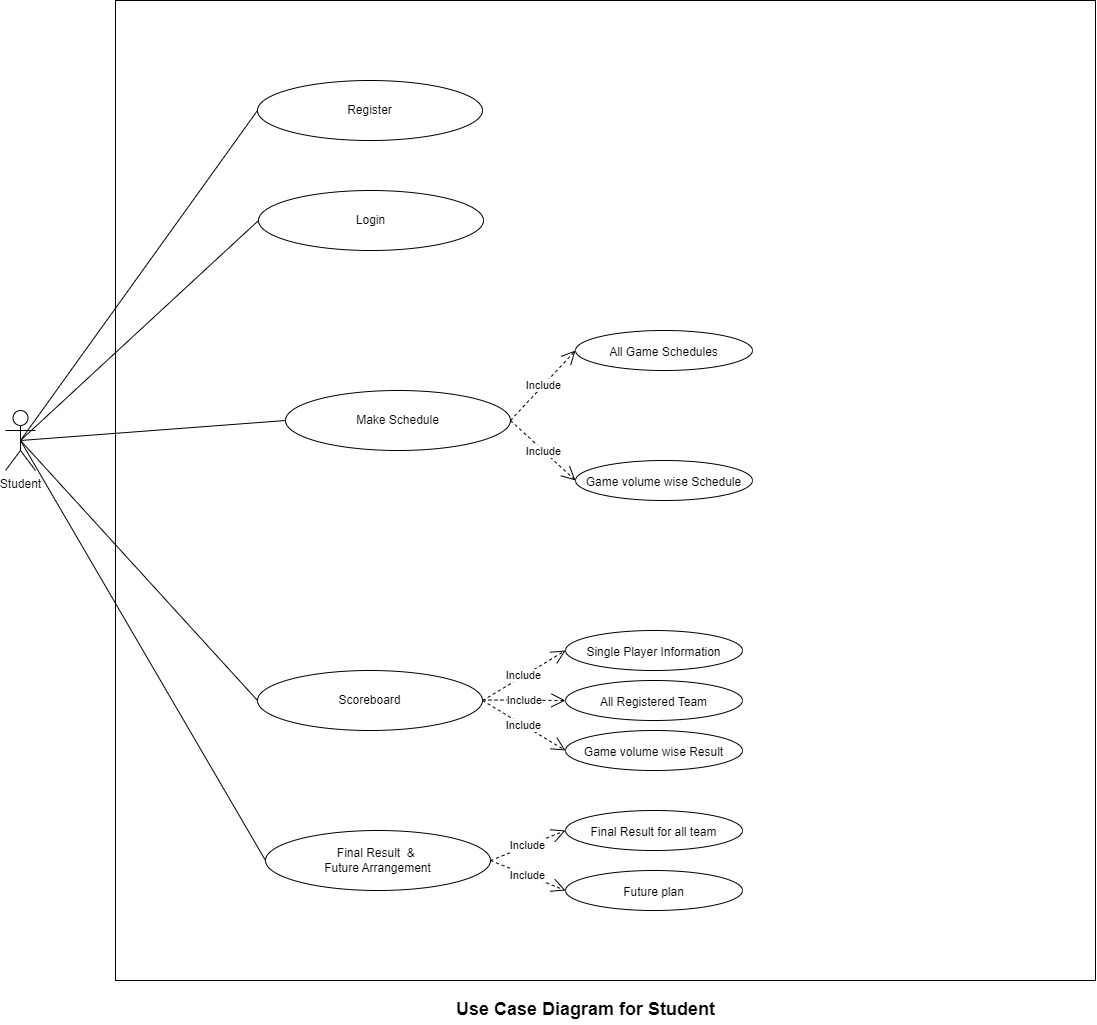 Register
Login
All Game Schedules
Include
Make Schedule
Include
Student
Game volume wise Schedule
Single Player Information
Include
Scoreboard
Include
All Registered Team
Include
Game volume wise Result
Final Result for all team
Include
Final Result  &
Future Arrangement
Include
Future plan
Use Case Diagram for Student